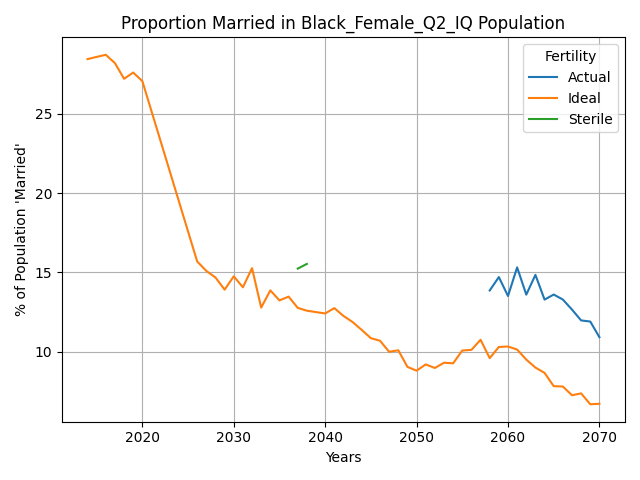 Proportion Married in Black_Female_Q2_IQ Population
% of Population 'Married'
25
20
15
10
Fertility
Actual
Ideal
Sterile
2020
2030
2040
2050
2060
2070
Years